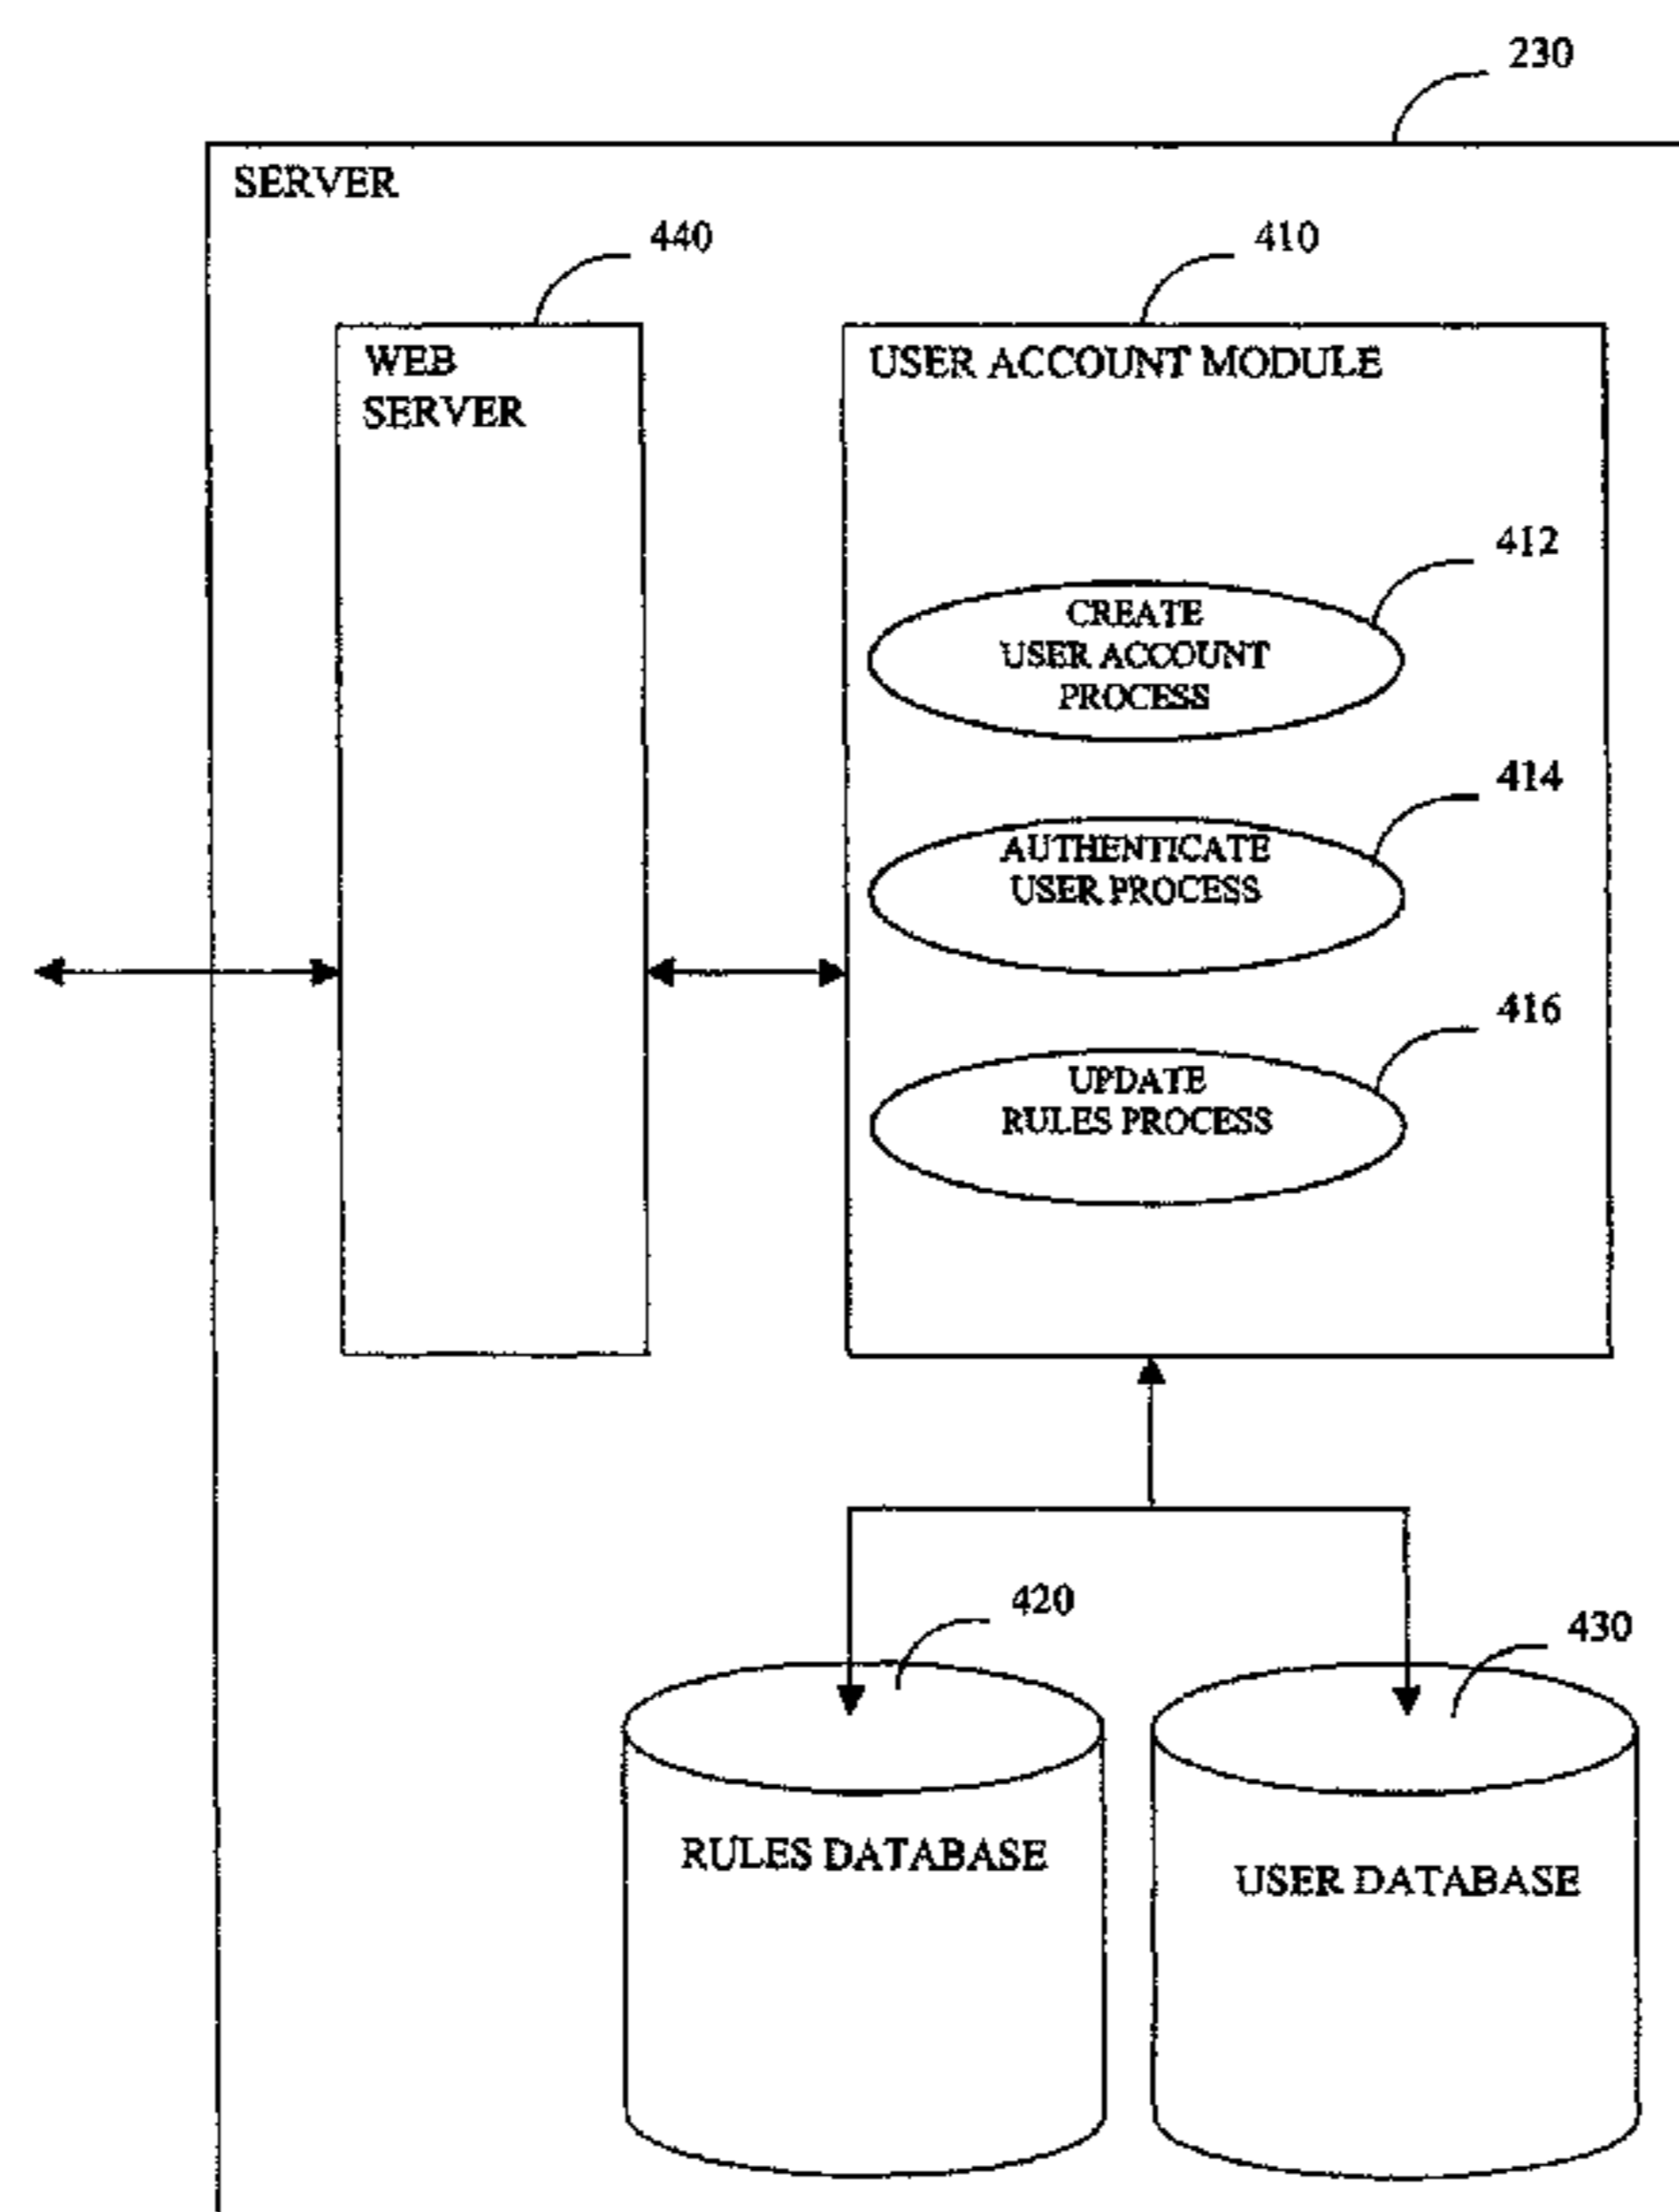 230
SERVER
440
410
WEB
SERVER
USER ACCOUNT MODULE
412
CREATE
USER ACCOUNT
PROCESS
414
AUTHENTICATE
USER PROCESS
416
UPDATE
RULES PROCESS
420
430
RULES DATABASE
USER DATABASE